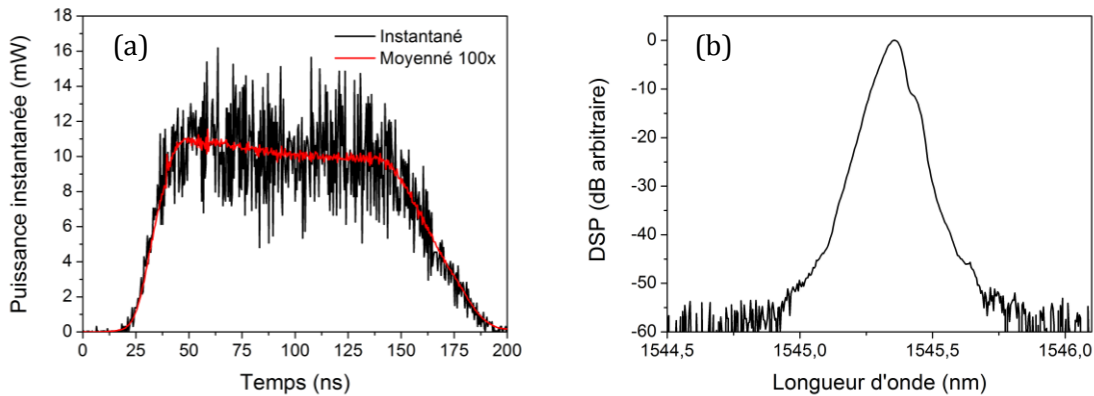 (a)
Instantané
Moyenné 100x
Puissance instantanée (mW)
18
16
14
12
10
8
6
4
2
0
0 25 50 75 100 125 150 175 200
Temps (ns)
(b)
DSP (dB arbitraire)
0
-10
-20
-30
-40
-50
-60
1544,5 1545,0 1545,5 1546,0
Longueur d'onde (nm)